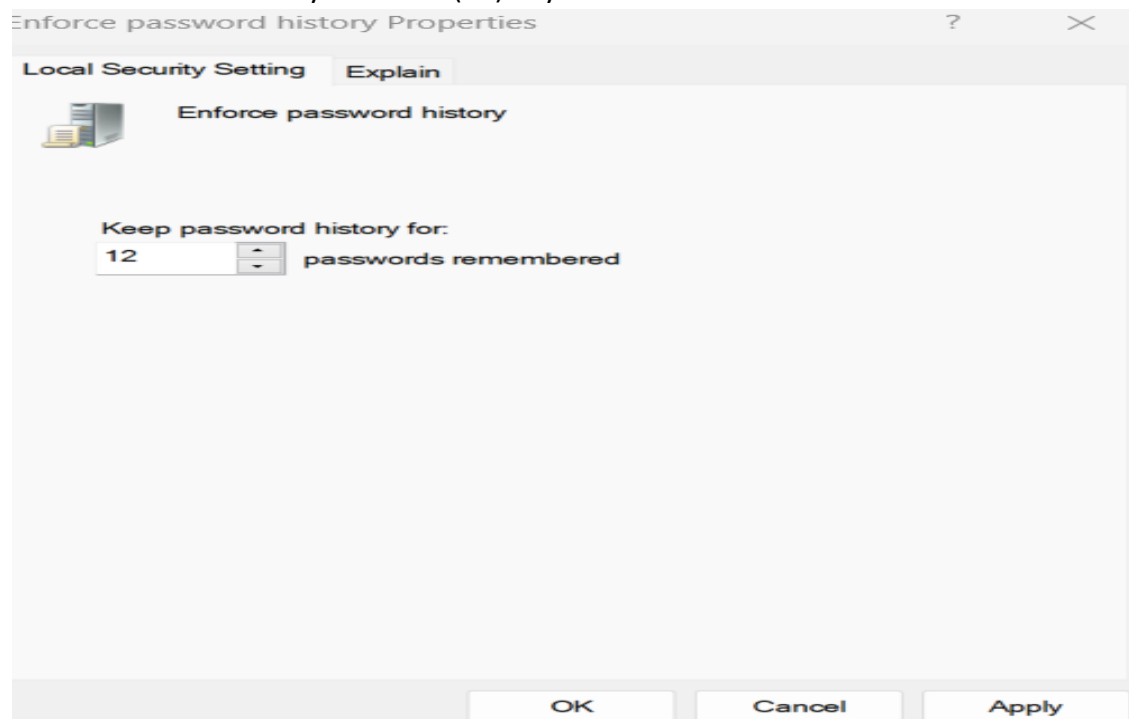 Enforce password history Properties ? ×
Local Security Setting Explain
Enforce password history
Keep password history for:
12 passwords remembered
OK Cancel Apply